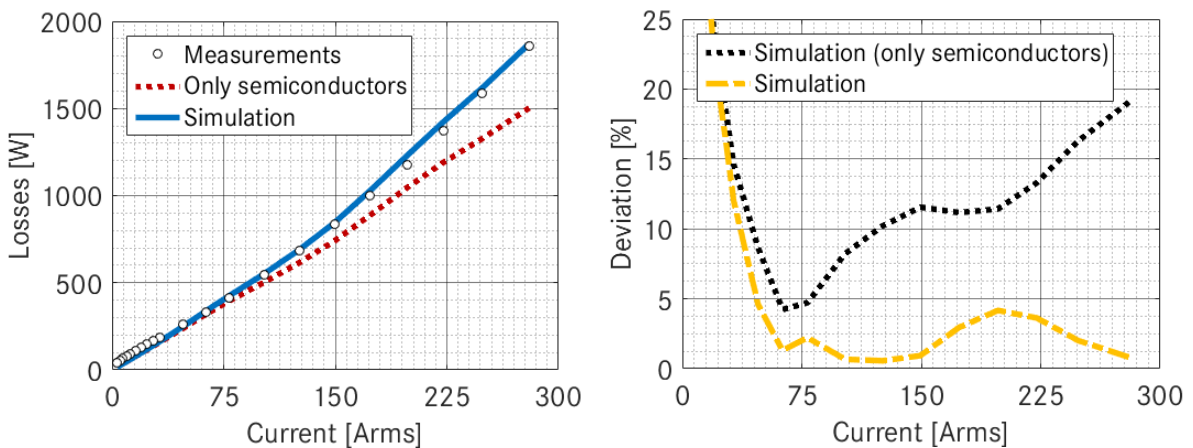 2000
1500
1000
500
0
Losses [W]
Measurements
Only semiconductors
Simulation
0
75
150
225
300
Current [Arms]
25
20
15
10
5
0
Deviation [%]
Simulation (only semiconductors)
Simulation
0
75
150
225
300
Current [Arms]